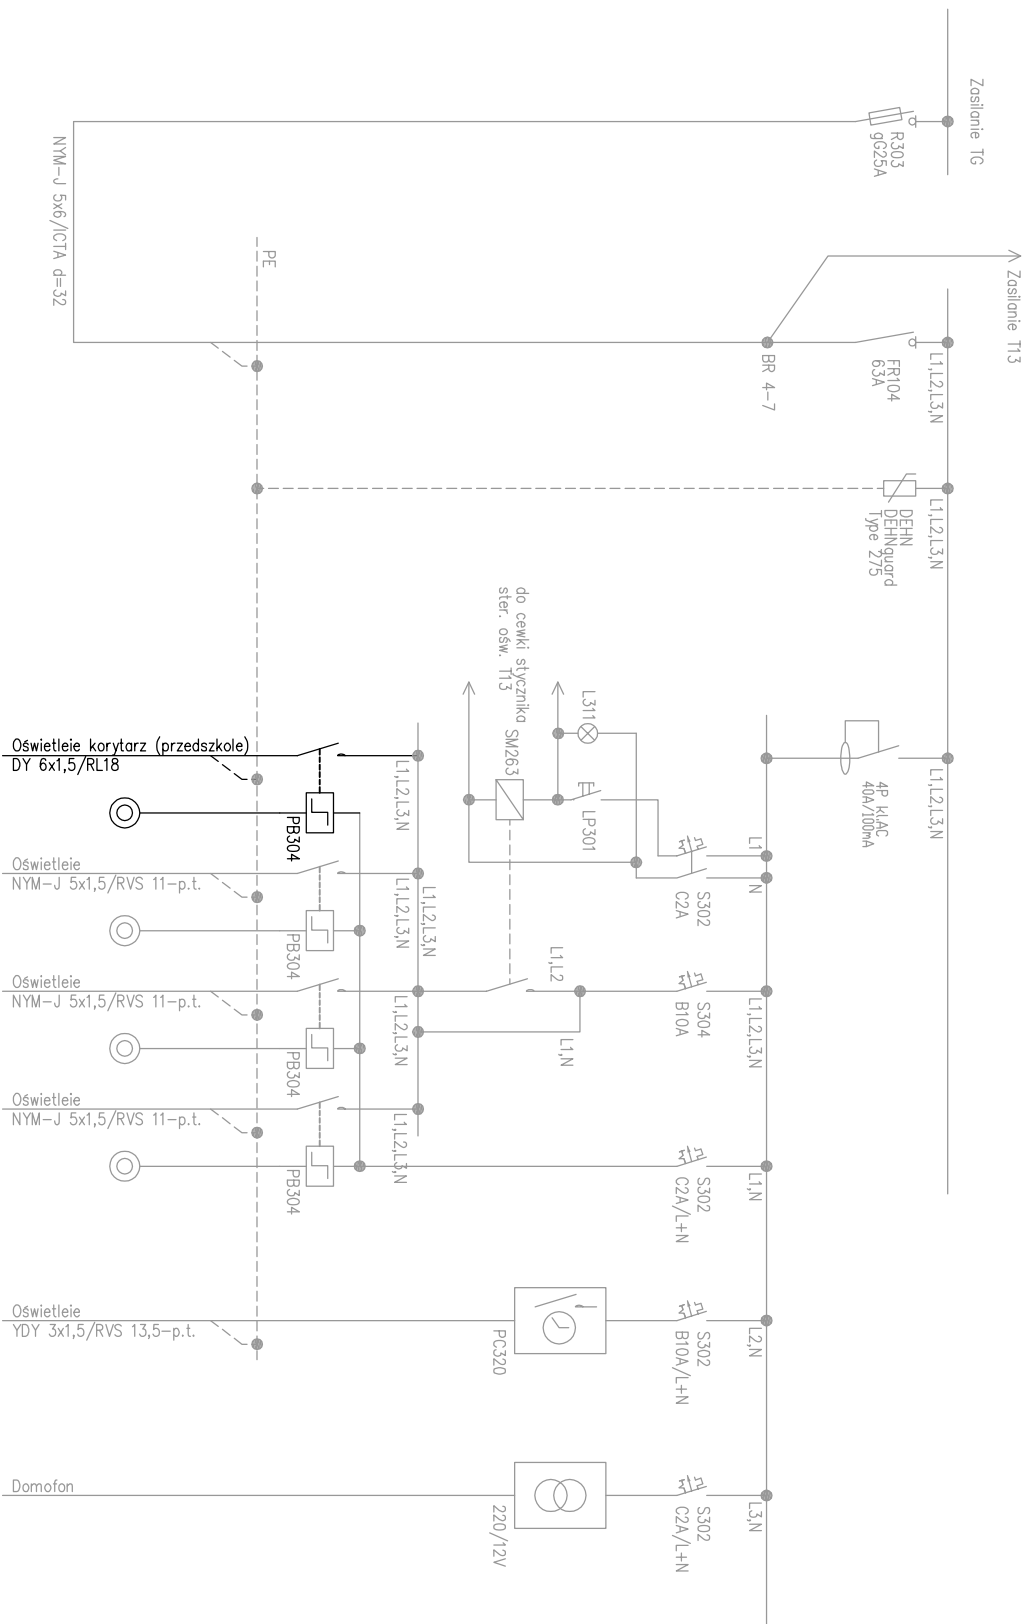 Zasilanie TG
R303
gG25A
NYM-J 5x6/ICTA d=32
PE
Zasilanie T13
BR 4-7
FR104
63A
L1,L2,L3,N
DEHN
DEHNguard
Type 275
L1,L2,L3,N
do cewki stycznika
ster. ośw. T13
SM263
L311
LP301
4P kl.AC
40A/100mA
L1,L2,L3,N
L1
N
S302
C2A
Oświetleie korytarz (przedszkole)
DY 6x1,5/RL18
PB304
L1,L2,L3,N
Oświetleie
NYM-J 5x1,5/RVS 11-p.t.
PB304
L1,L2,L3,N
L1,L2,L3,N
Oświetleie
NYM-J 5x1,5/RVS 11-p.t.
PB304
L1,L2,L3,N
L1,L2
L1,N
S304
B10A
L1,L2,L3,N
Oświetleie
NYM-J 5x1,5/RVS 11-p.t.
PB304
L1,L2,L3,N
S302
C2A/L+N
L1,N
Oświetleie
YDY 3x1,5/RVS 13,5-p.t.
PC320
S302
B10A/L+N
L2,N
Domofon
220/12V
S302
C2A/L+N
L3,N